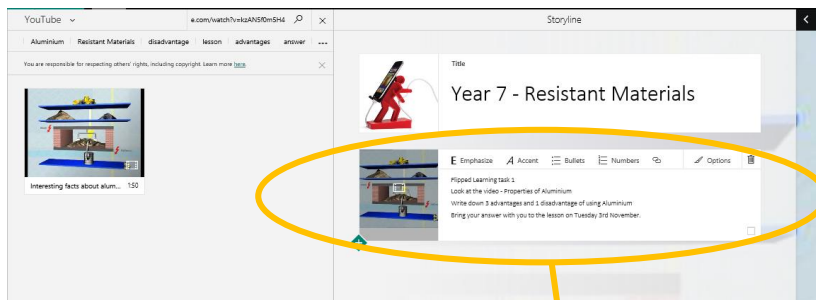 YouTube
e.com/watch?v=kzAN5f0m5H4
Storyline
Aluminium Resistant Materials disadvantage lesson advantages answer ...
You are responsible for respecting others' rights, including copyright. Learn more here.
Title
Year 7 - Resistant Materials
E Emphasize A Accent Bullets Numbers Options
Flipped Learning task 1
Look at the video - Properties of Aluminium
Write down 3 advantages and 1 disadvantage of using Aluminium
Bring your answer with you to the lesson on Tuesday 3rd November.
Interesting facts about alum... 1:50